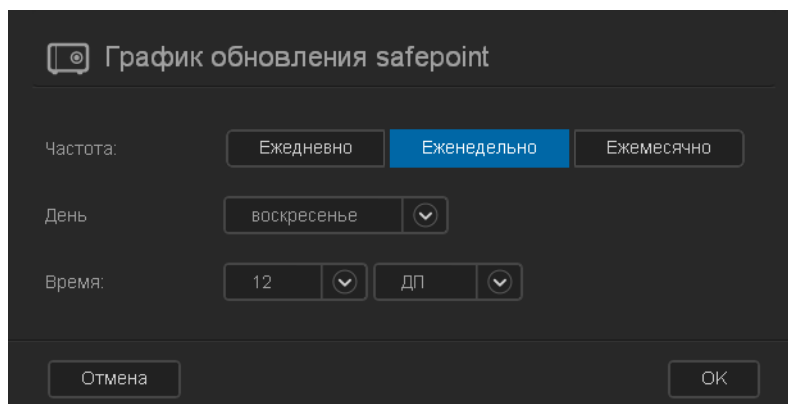 График обновления safepoint
Частота: Ежедневно Еженедельно Ежемесячно
День воскресенье
Время: 12 ДП
Отмена OK